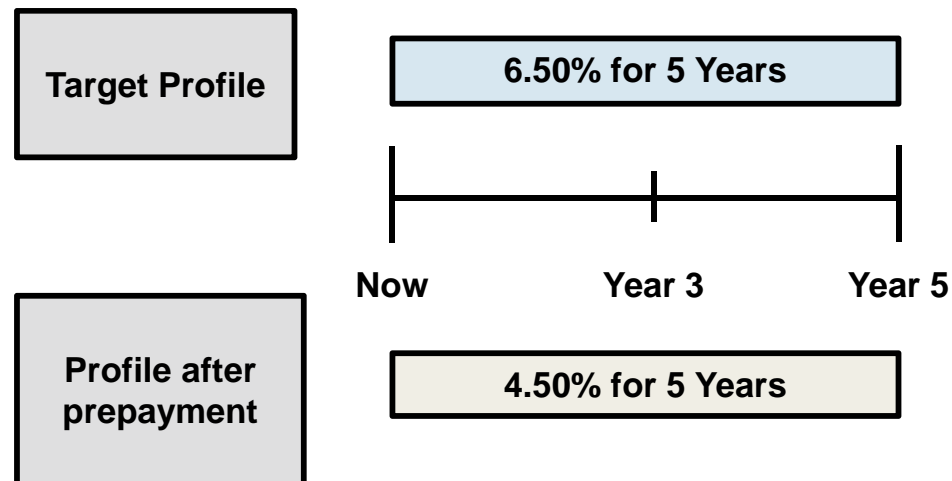 Target Profile
6.50% for 5 Years
Now
Year 3
Year 5
Profile after
prepayment
4.50% for 5 Years